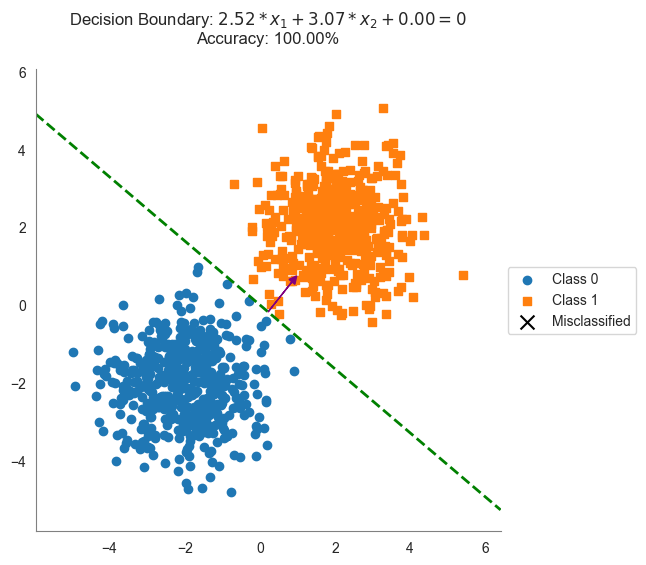 Decision Boundary: 2.52 * x₁ + 3.07 * x₂ + 0.00 = 0
Accuracy: 100.00%
6
4
2
0
−2
−4
−4 −2 0 2 4 6
Class 0
Class 1
Misclassified